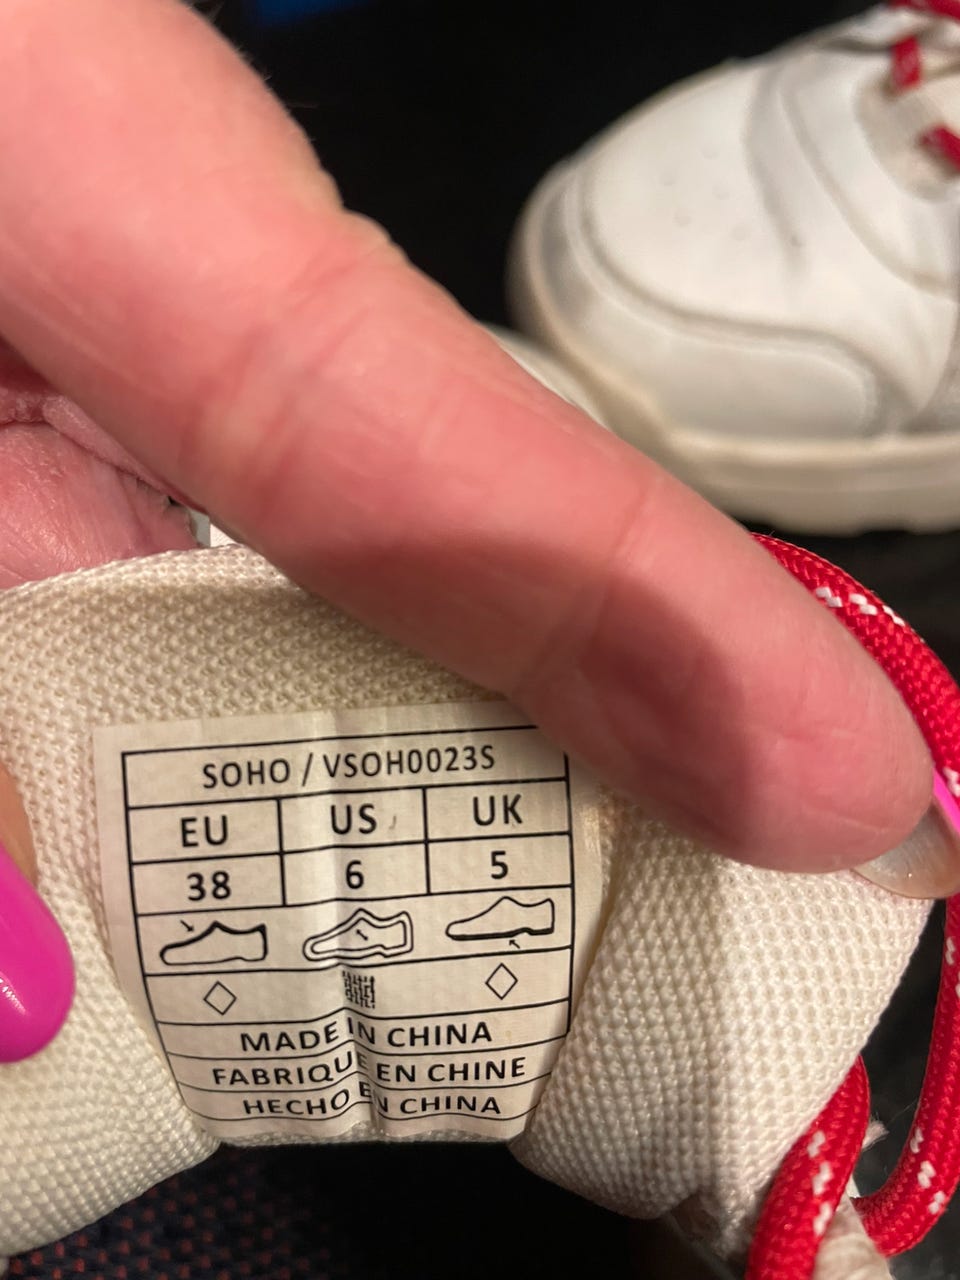 SOHO / VSOH0023S
EU US UK
38 6 5
MADE IN CHINA
FABRIQUE EN CHINE
HECHO EN CHINA